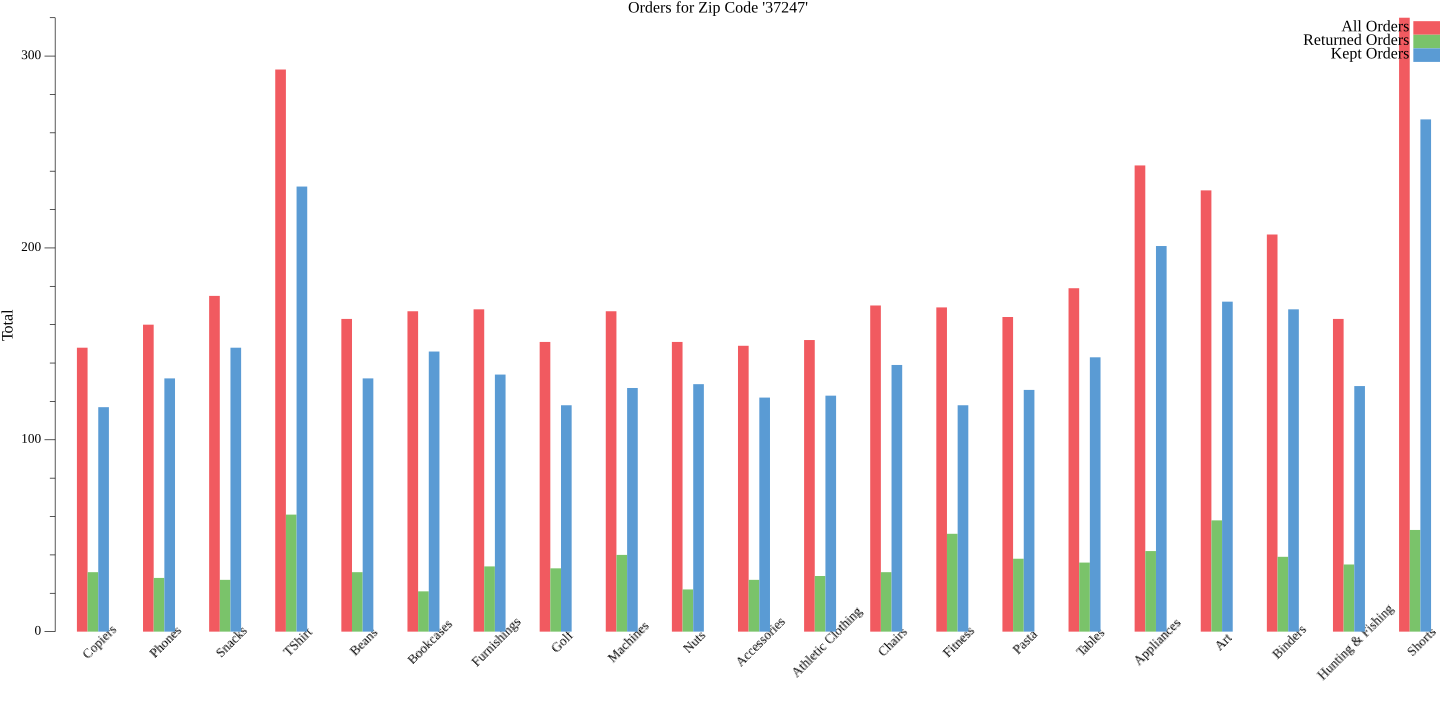 Orders for Zip Code '37247'
All Orders
Returned Orders
Kept Orders
Total
300
200
100
0
Copiers
Phones
Snacks
TShirt
Beans
Bookcases
Furnishings
Golf
Machines
Nuts
Accessories
Athletic Clothing
Chairs
Fitness
Pasta
Tables
Appliances
Art
Binders
Hunting & Fishing
Shorts